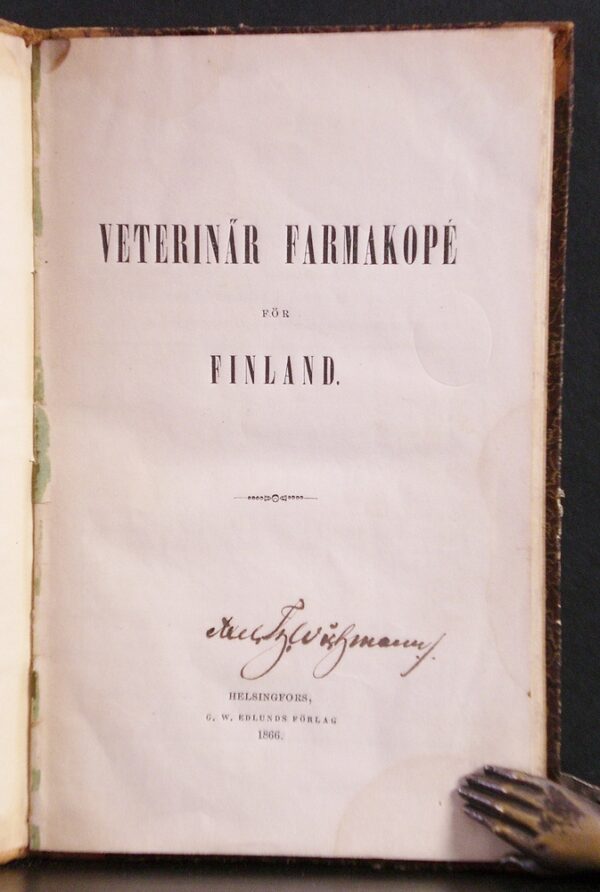 VETERINÄR FARMAKOPÉ
FÖR
FINLAND.
HELSINGFORS,
G. W. EDLUNDS FÖRLAG
1866.